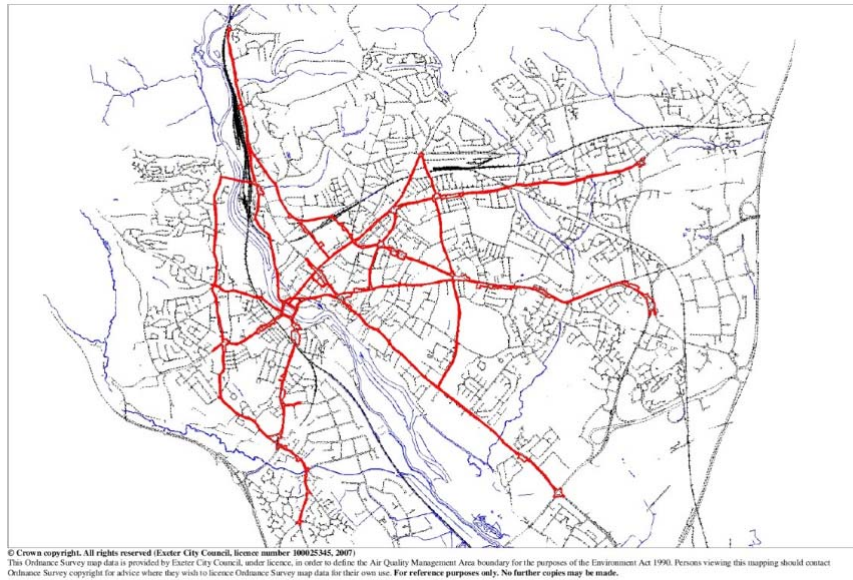 © Crown copyright. All rights reserved (Exeter City Council, licence number 100025345, 2007)
This Ordnance Survey map data is provided by Exeter City Council, under licence, in order to define the Air Quality Management Area boundary for the purposes of the Environment Act 1990. Persons viewing this mapping should contact
Ordnance Survey copyright for advice where they wish to licence Ordnance Survey map data for their own use. For reference purposes only. No further copies may be made.